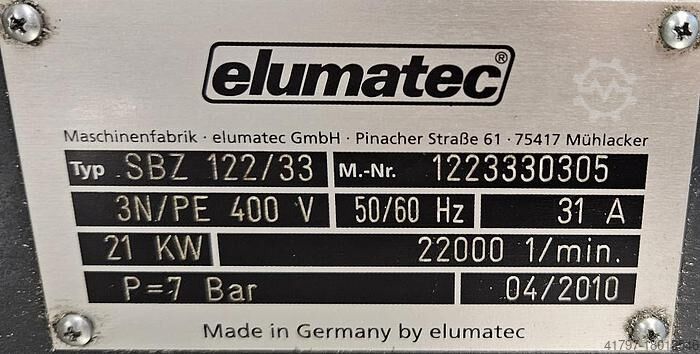 elumatec®
Maschinenfabrik · elumatec GmbH · Pinacher Straße 61 · 75417 Mühlacker
Typ SBZ 122/33 M.-Nr. 1223330305
3N/PE 400 V 50/60 Hz 31 A
21 KW 22000 1/min.
P=7 Bar 04/2010
Made in Germany by elumatec